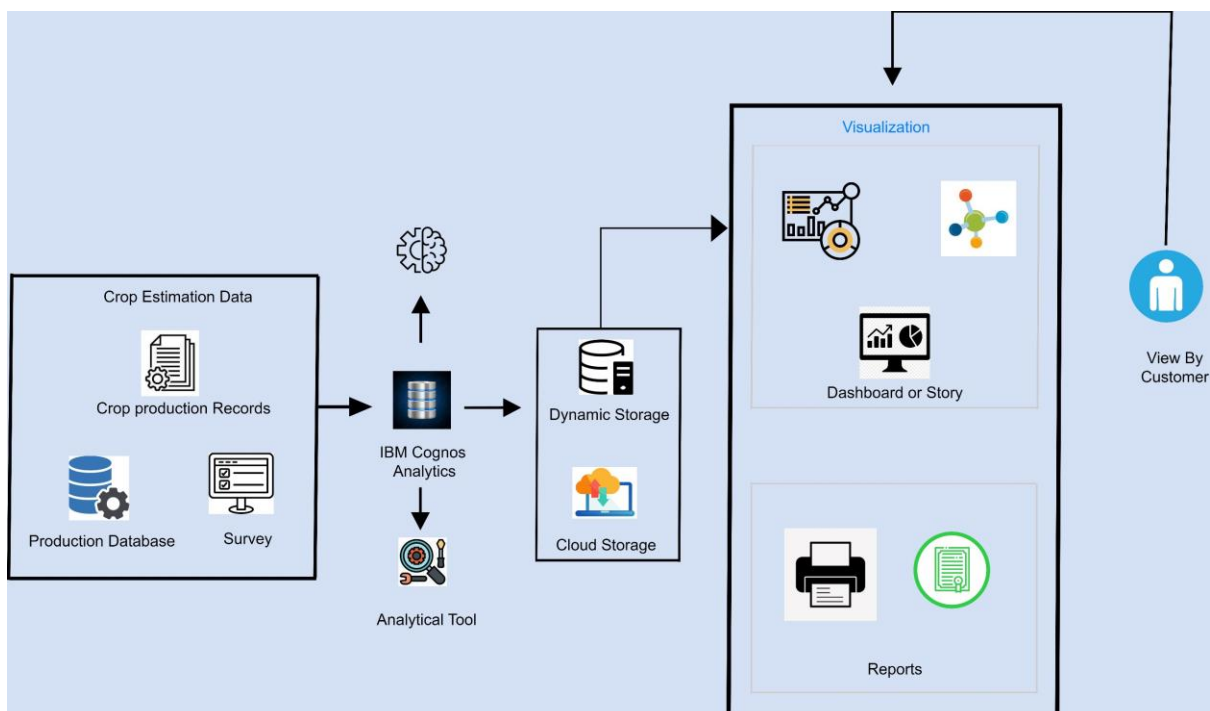 Visualization
Crop Estimation Data
Crop production Records
Production Database
Survey
IBM Cognos
Analytics
Analytical Tool
Dynamic Storage
Cloud Storage
Dashboard or Story
Reports
View By
Customer